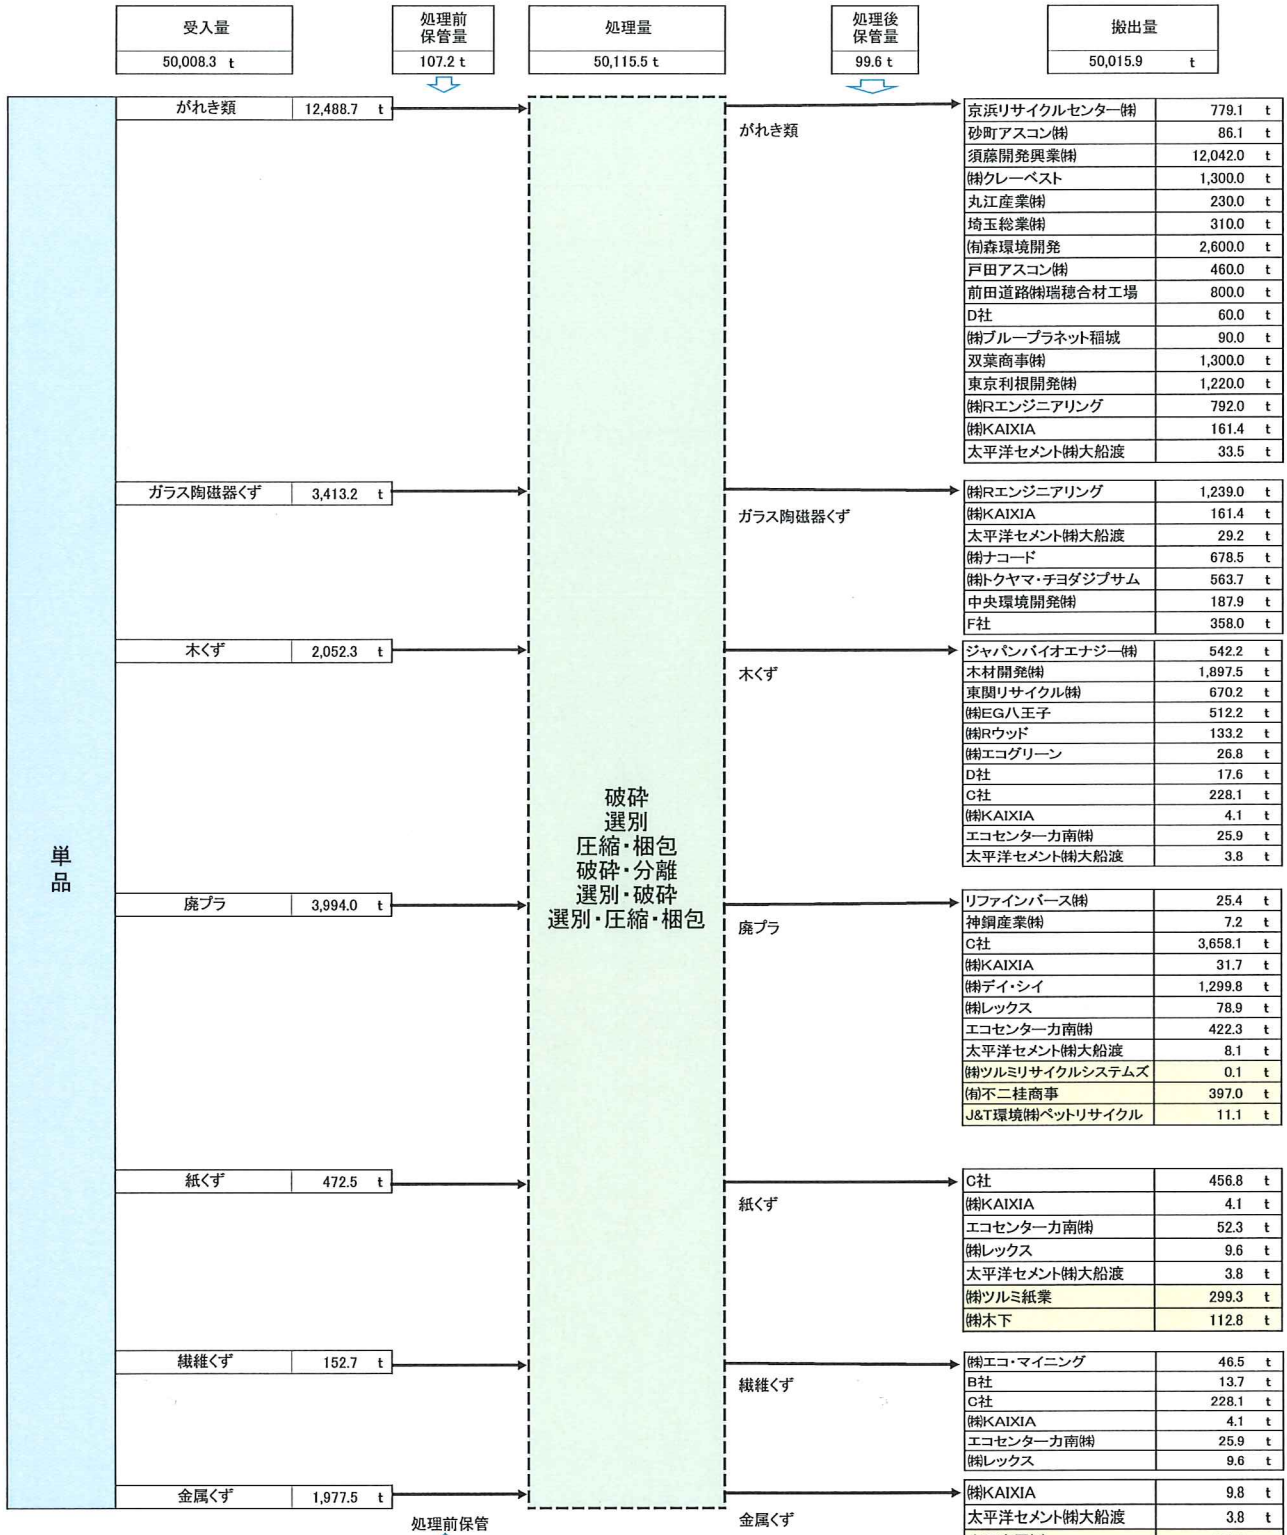 受入量
50,008.3 t
処理前
保管量
107.2 t
処理量
50,115.5 t
処理後
保管量
99.6 t
搬出量
50,015.9 t
単品
破砕
選別
圧縮・梱包
破砕・分離
選別・破砕
選別・圧縮・梱包
がれき類 12,488.7 t
がれき類
京浜リサイクルセンター㈱ 779.1 t
砂町アスコン㈱ 86.1 t
須藤開発興業㈱ 12,042.0 t
㈱クレーベスト 1,300.0 t
丸江産業㈱ 230.0 t
埼玉総業㈱ 310.0 t
㈲森環境開発 2,600.0 t
戸田アスコン㈱ 460.0 t
前田道路㈱瑞穂合材工場 800.0 t
D社 60.0 t
㈱ブループラネット稲城 90.0 t
双葉商事㈱ 1,300.0 t
東京利根開発㈱ 1,220.0 t
㈱Rエンジニアリング 792.0 t
㈱KAIXIA 161.4 t
太平洋セメント㈱大船渡 33.5 t
ガラス陶磁器くず 3,413.2 t
ガラス陶磁器くず
㈱Rエンジニアリング 1,239.0 t
㈱KAIXIA 161.4 t
太平洋セメント㈱大船渡 29.2 t
㈱ナコード 678.5 t
㈱トクヤマ・チヨダジプサム 563.7 t
中央環境開発㈱ 187.9 t
F社 358.0 t
木くず 2,052.3 t
木くず
ジャパンバイオエナジー㈱ 542.2 t
木材開発㈱ 1,897.5 t
東関リサイクル㈱ 670.2 t
㈱EG八王子 512.2 t
㈱Rウッド 133.2 t
㈱エコグリーン 26.8 t
D社 17.6 t
C社 228.1 t
㈱KAIXIA 4.1 t
エコセンター力南㈱ 25.9 t
太平洋セメント㈱大船渡 3.8 t
廃プラ 3,994.0 t
廃プラ
リファインバース㈱ 25.4 t
神鋼産業㈱ 7.2 t
C社 3,658.1 t
㈱KAIXIA 31.7 t
㈱デイ・シイ 1,299.8 t
㈱レックス 78.9 t
エコセンター力南㈱ 422.3 t
太平洋セメント㈱大船渡 8.1 t
㈱ツルミリサイクルシステムズ 0.1 t
㈲不二桂商事 397.0 t
J&T環境㈱ペットリサイクル 11.1 t
紙くず 472.5 t
紙くず
C社 456.8 t
㈱KAIXIA 4.1 t
エコセンター力南㈱ 52.3 t
㈱レックス 9.6 t
太平洋セメント㈱大船渡 3.8 t
㈱ツルミ紙業 299.3 t
㈱木下 112.8 t
繊維くず 152.7 t
繊維くず
㈱エコ・マイニング 46.5 t
B社 13.7 t
C社 228.1 t
㈱KAIXIA 4.1 t
エコセンター力南㈱ 25.9 t
㈱レックス 9.6 t
金属くず 1,977.5 t
処理前保管
金属くず
㈱KAIXIA 9.8 t
太平洋セメント㈱大船渡 3.8 t